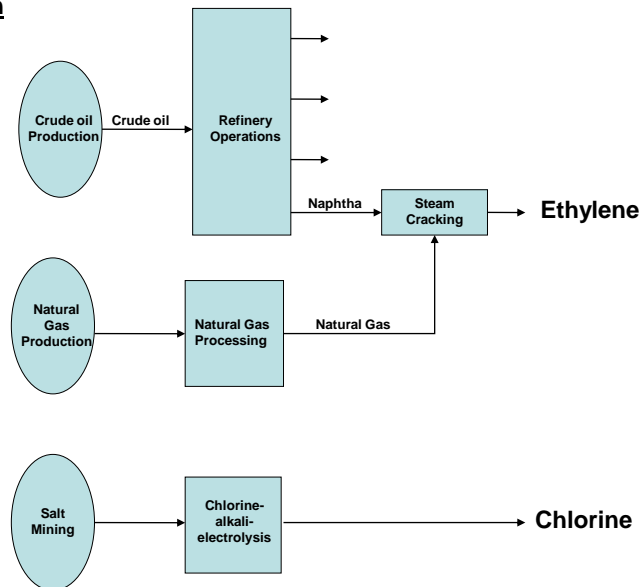 Crude oil
Production
Crude oil
Refinery
Operations
Naphtha
Steam
Cracking
Ethylene
Natural
Gas
Production
Natural Gas
Processing
Natural Gas
Salt
Mining
Chlorine-
alkali-
electrolysis
Chlorine